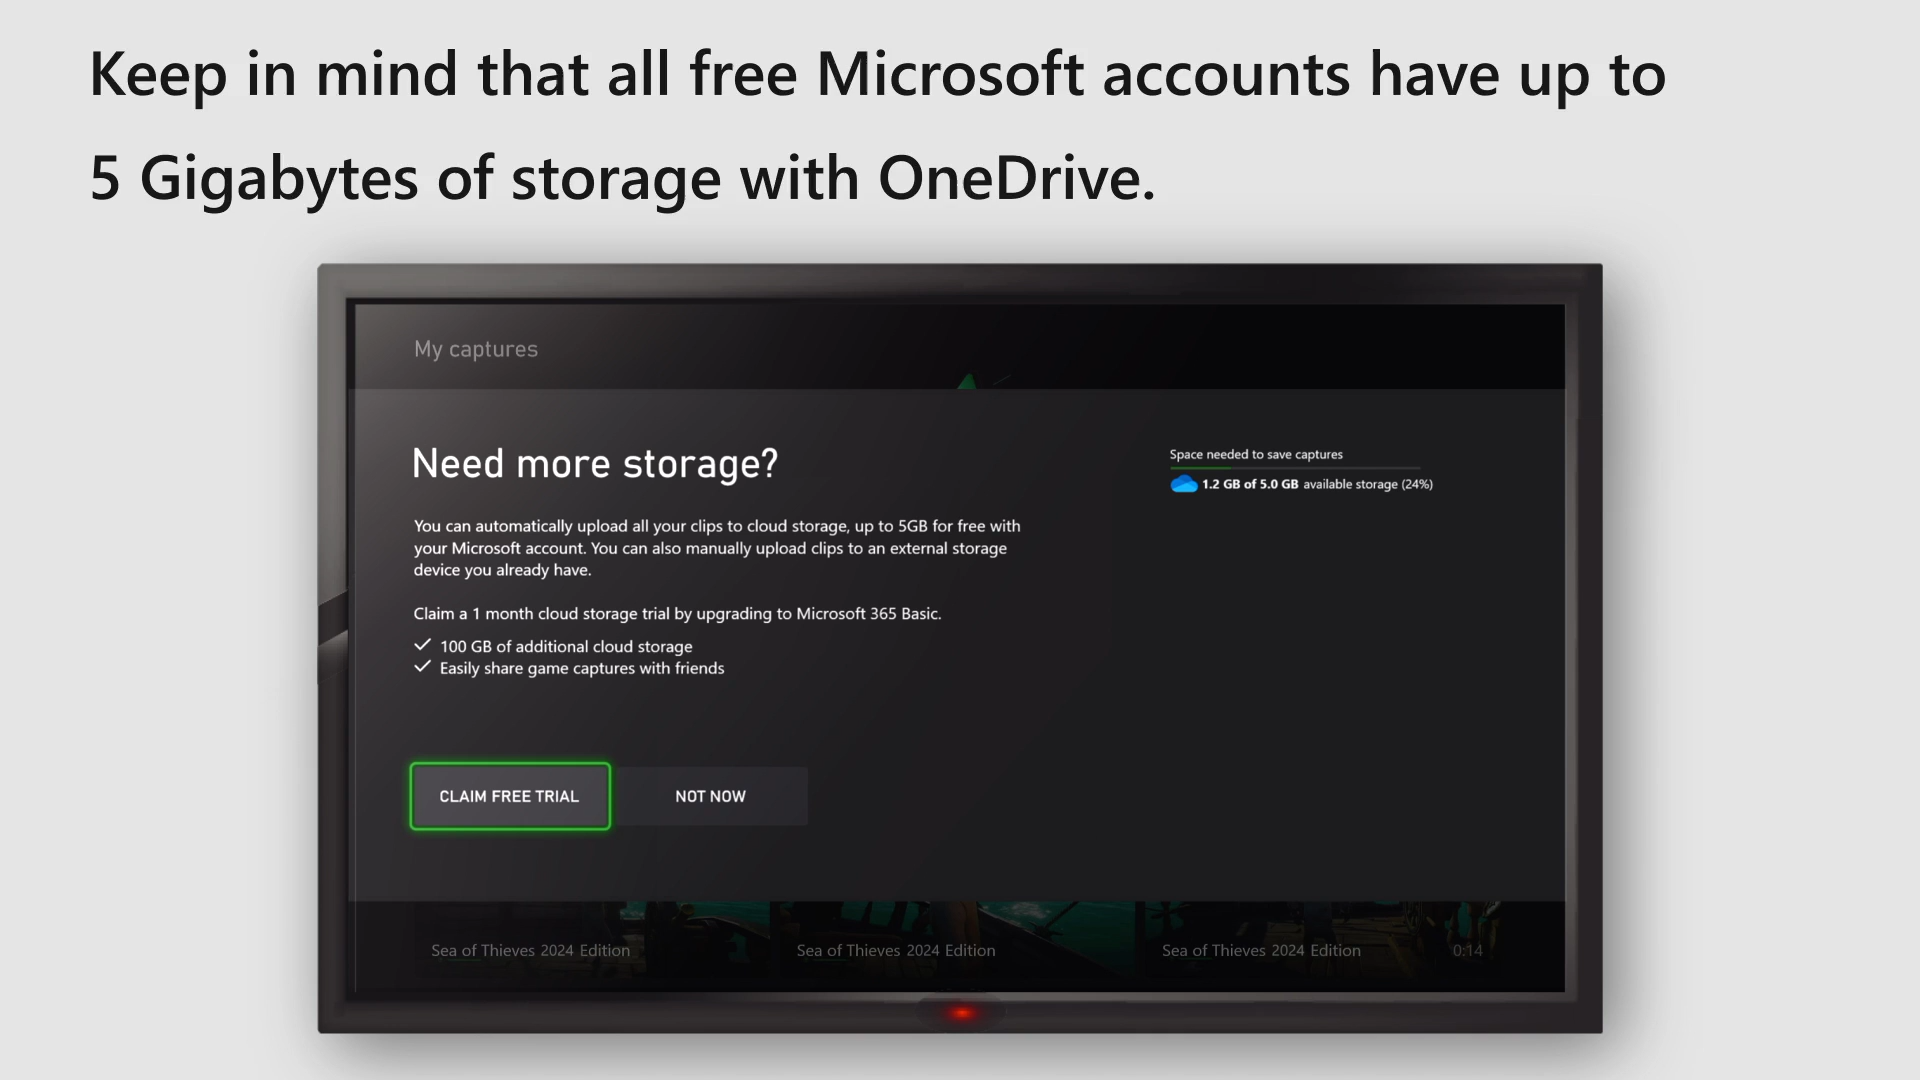 Keep in mind that all free Microsoft accounts have up to
5 Gigabytes of storage with OneDrive.
My captures
Need more storage?
Space needed to save captures
1.2 GB of 5.0 GB available storage (24%)
You can automatically upload all your clips to cloud storage, up to 5GB for free with
your Microsoft account. You can also manually upload clips to an external storage
device you already have.
Claim a 1 month cloud storage trial by upgrading to Microsoft 365 Basic.
100 GB of additional cloud storage
Easily share game captures with friends
CLAIM FREE TRIAL
NOT NOW
Sea of Thieves 2024 Edition
Sea of Thieves 2024 Edition
Sea of Thieves 2024 Edition
0:14